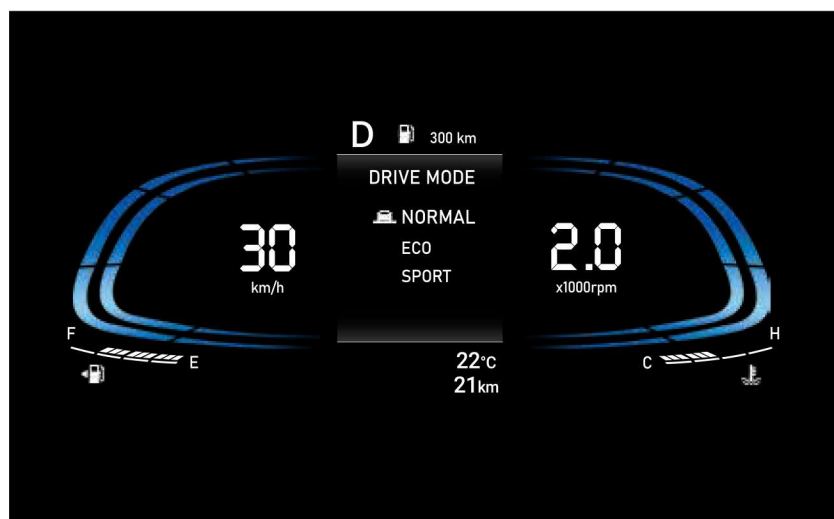 D 300 km
DRIVE MODE
NORMAL
ECO
SPORT
30
km/h
2.0
x1000rpm
F
E
C
H
22°C
21km